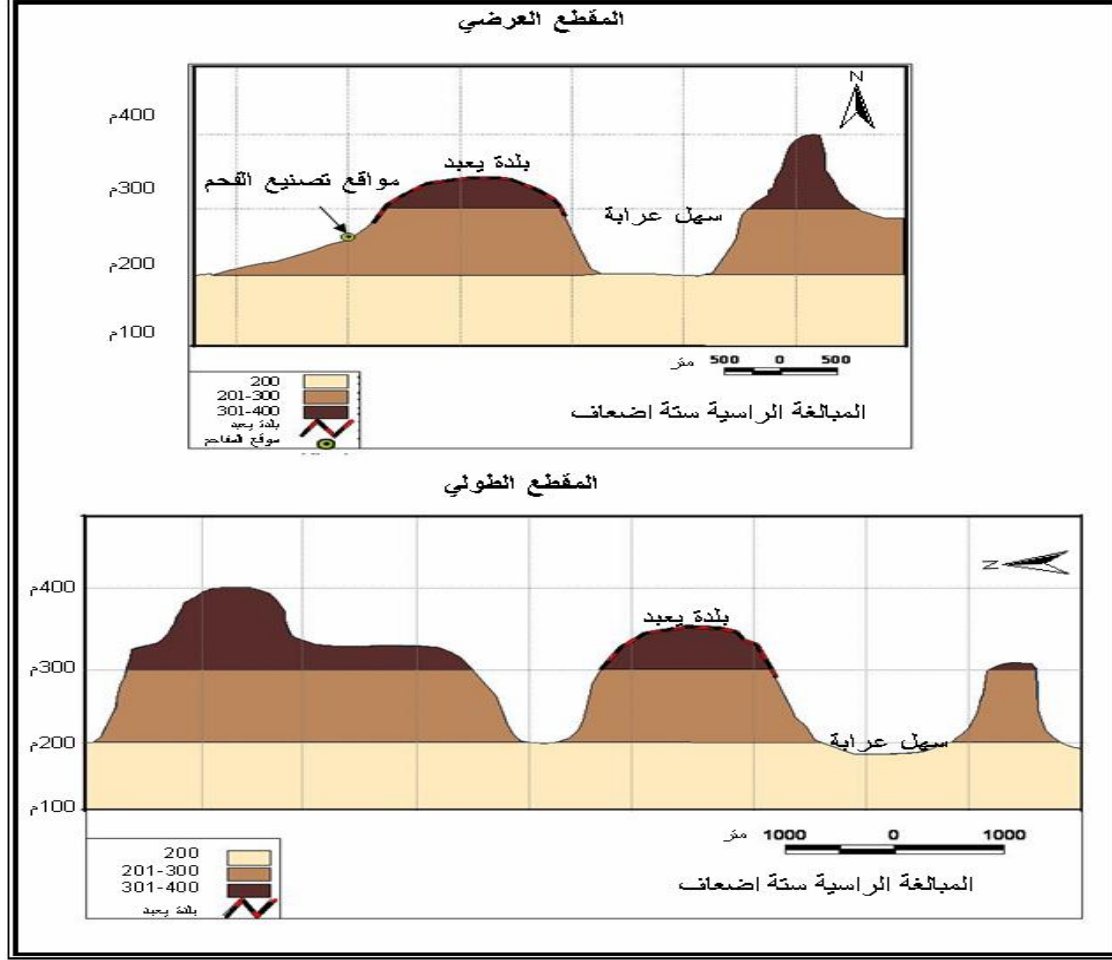 المقطع العرضي
400م
300م
200م
100م
N
بلدة يعبد
مواقع تصنيع الفحم
سهل عرابة
500 0 500 متر
المبالغة الراسية ستة اضعاف
200
201-300
301-400
بلدة يعبد
موقع المفاحم
المقطع الطولي
400م
300م
200م
100م
N
بلدة يعبد
سهل عرابة
1000 0 1000 متر
المبالغة الراسية ستة اضعاف
200
201-300
301-400
بلدة يعبد